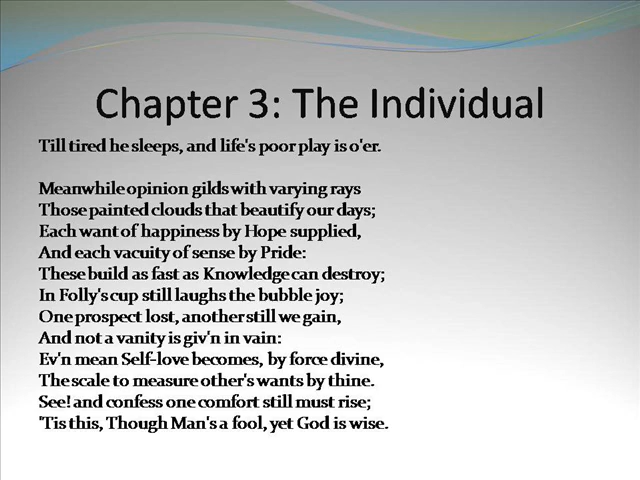 Chapter 3: The Individual
Till tired he sleeps, and life's poor play is o'er.
Meanwhile opinion gilds with varying rays
Those painted clouds that beautify our days;
Each want of happiness by Hope supplied,
And each vacuity of sense by Pride:
These build as fast as Knowledge can destroy;
In Folly's cup still laughs the bubble joy;
One prospect lost, another still we gain,
And not a vanity is giv'n in vain:
Ev'n mean Self-love becomes, by force divine,
The scale to measure other's wants by thine.
See! and confess one comfort still must rise;
'Tis this, Though Man's a fool, yet God is wise.